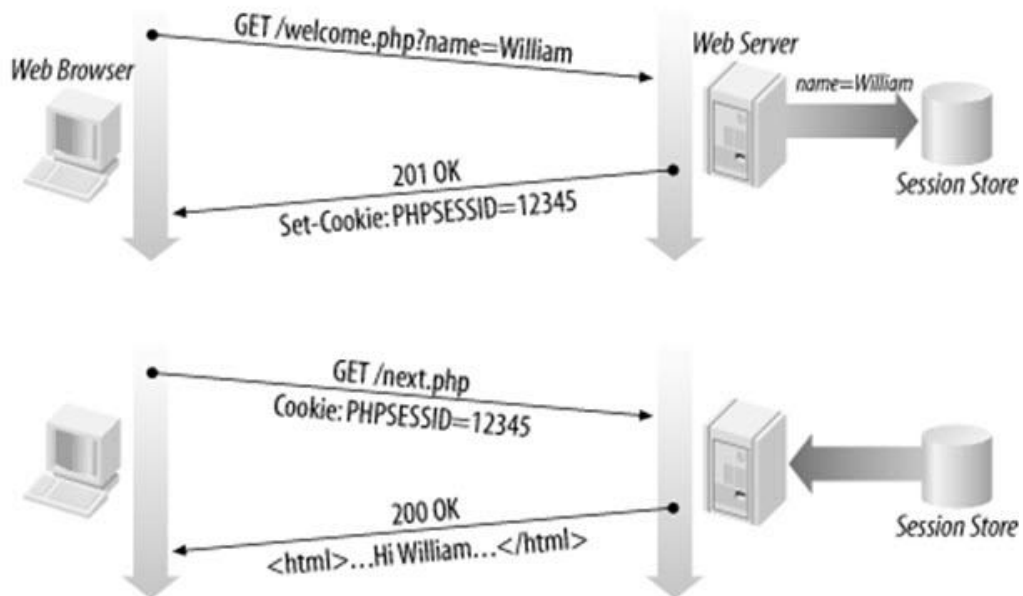 GET /welcome.php?name=William
Web Browser
Web Server
name=William
Session Store
201 OK
Set-Cookie: PHPSESSID=12345
GET /next.php
Cookie: PHPSESSID=12345
200 OK
<html>...Hi William...</html>
Session Store